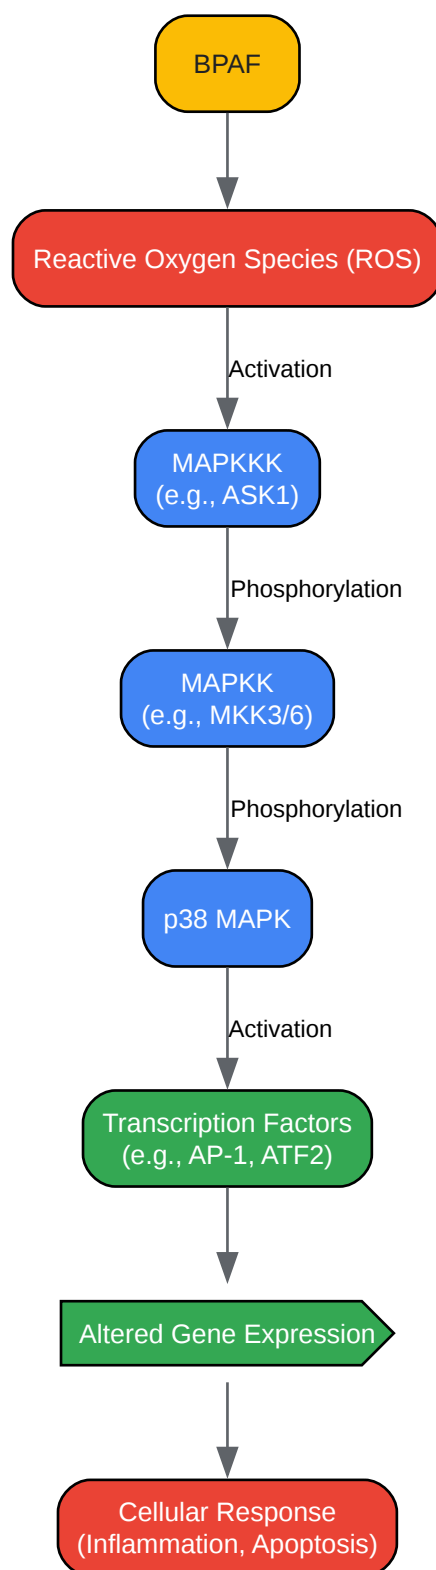 BPAF
Reactive Oxygen Species (ROS)
Activation
MAPKKK
(e.g., ASK1)
Phosphorylation
MAPKK
(e.g., MKK3/6)
Phosphorylation
p38 MAPK
Activation
Transcription Factors
(e.g., AP-1, ATF2)
Altered Gene Expression
Cellular Response
(Inflammation, Apoptosis)